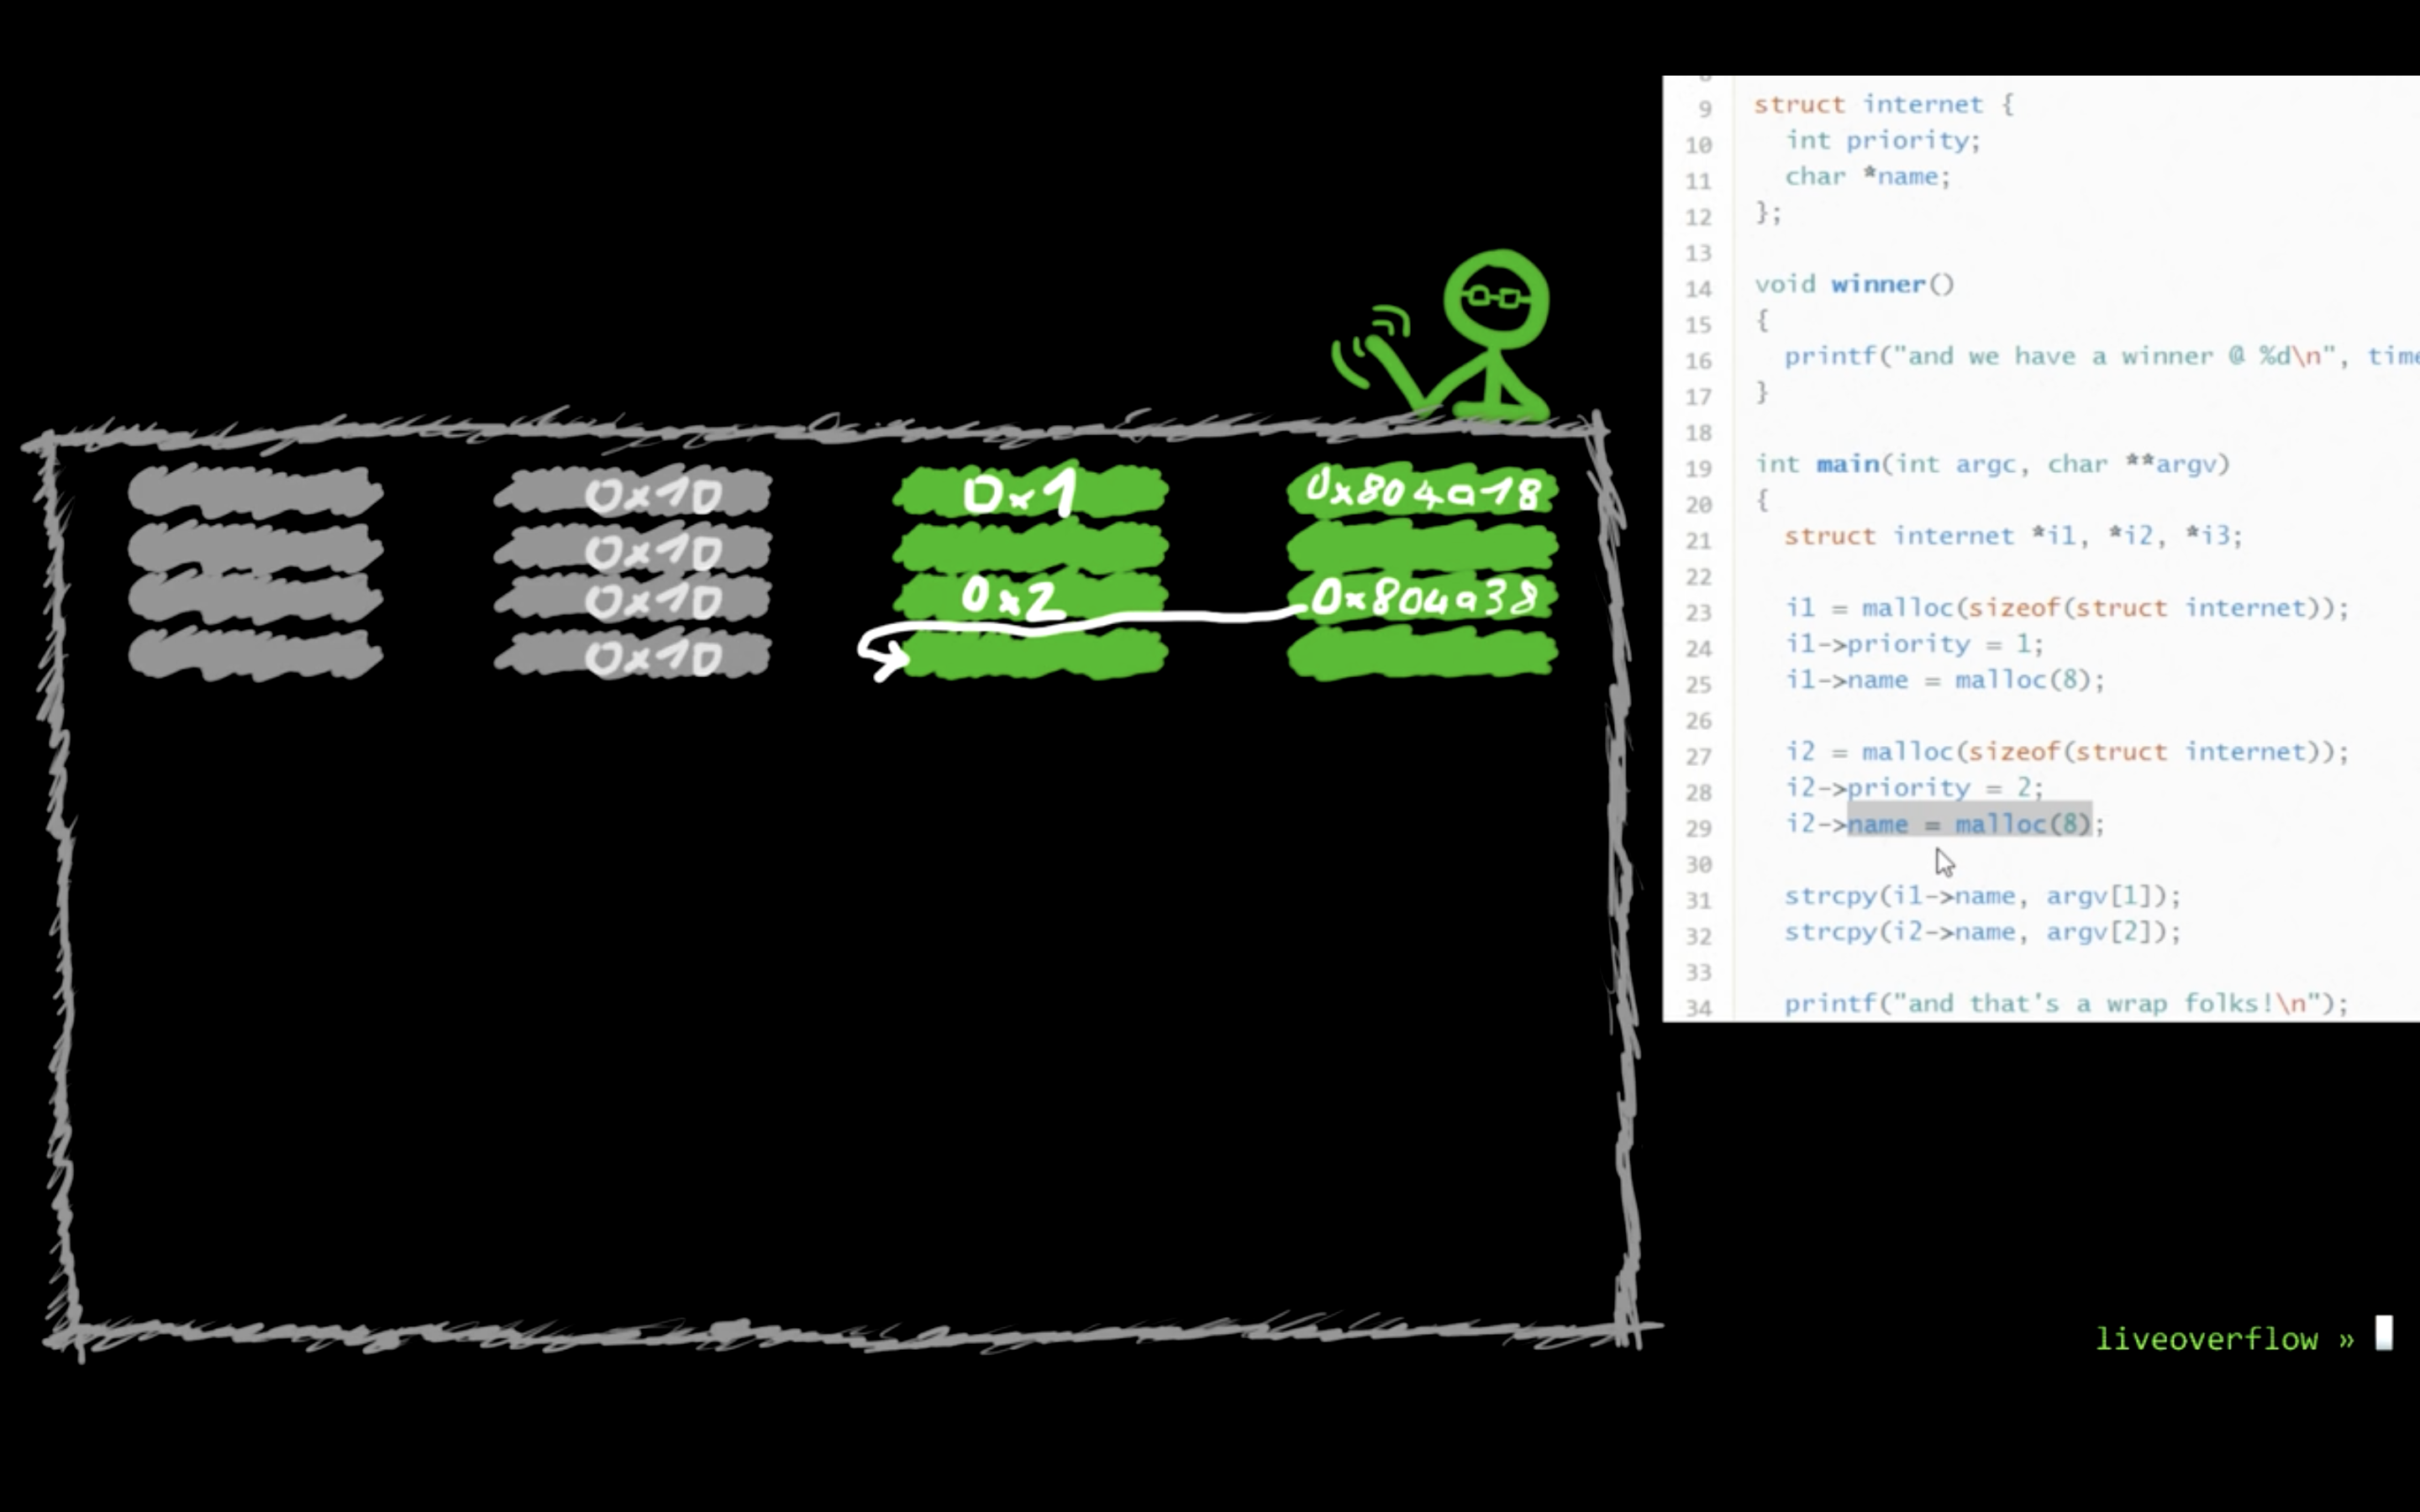 0x10 0x1 0x804a18
0x10
0x10 0x2 0x804a38
0x10
9 struct internet {
10 int priority;
11 char *name;
12 };
13
14 void winner()
15 {
16 printf("and we have a winner @ %d\n", time
17 }
18
19 int main(int argc, char **argv)
20 {
21 struct internet *i1, *i2, *i3;
22
23 i1 = malloc(sizeof(struct internet));
24 i1->priority = 1;
25 i1->name = malloc(8);
26
27 i2 = malloc(sizeof(struct internet));
28 i2->priority = 2;
29 i2->name = malloc(8);
30
31 strcpy(i1->name, argv[1]);
32 strcpy(i2->name, argv[2]);
33
34 printf("and that's a wrap folks!\n");
liveoverflow »